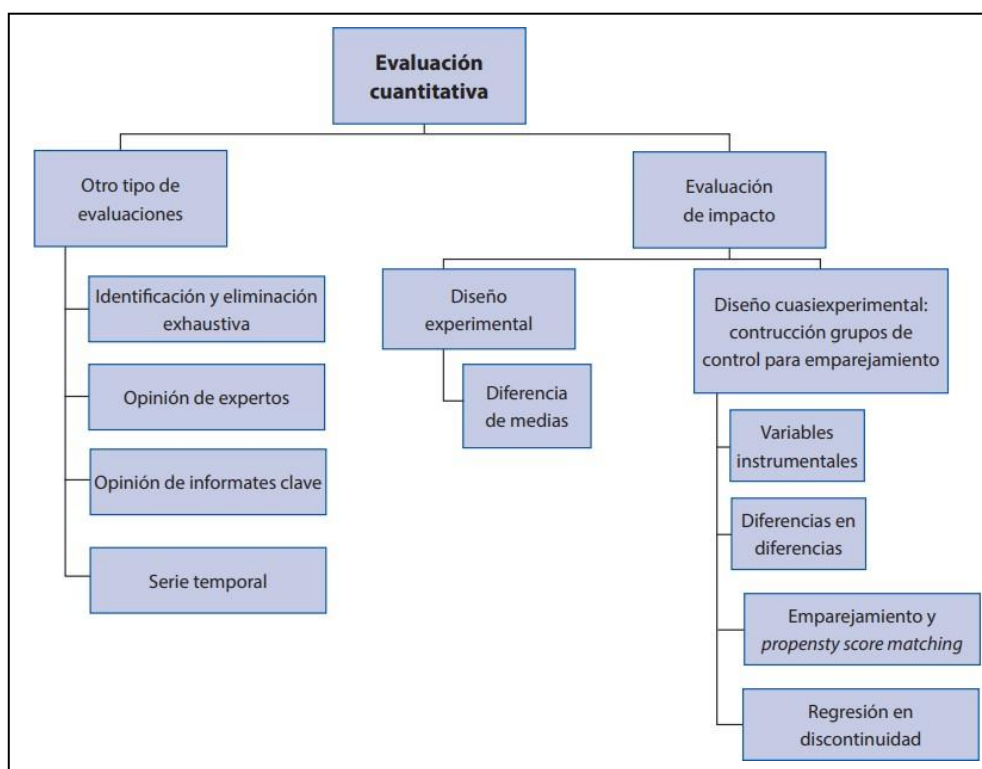 Evaluación
cuantitativa
Otro tipo de
evaluaciones
Evaluación
de impacto
Identificación y eliminación
exhaustiva
Opinión de expertos
Opinión de informates clave
Serie temporal
Diseño
experimental
Diferencia
de medias
Diseño cuasiexperimental:
contrucción grupos de
control para emparejamiento
Variables
instrumentales
Diferencias en
diferencias
Emparejamiento y
propensty score matching
Regresión en
discontinuidad